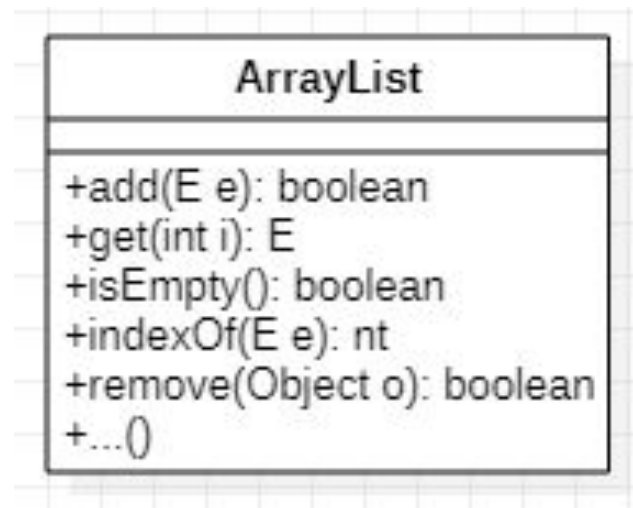 ArrayList
+add(E e): boolean
+get(int i): E
+isEmpty(): boolean
+indexOf(E e): nt
+remove(Object o): boolean
+...()